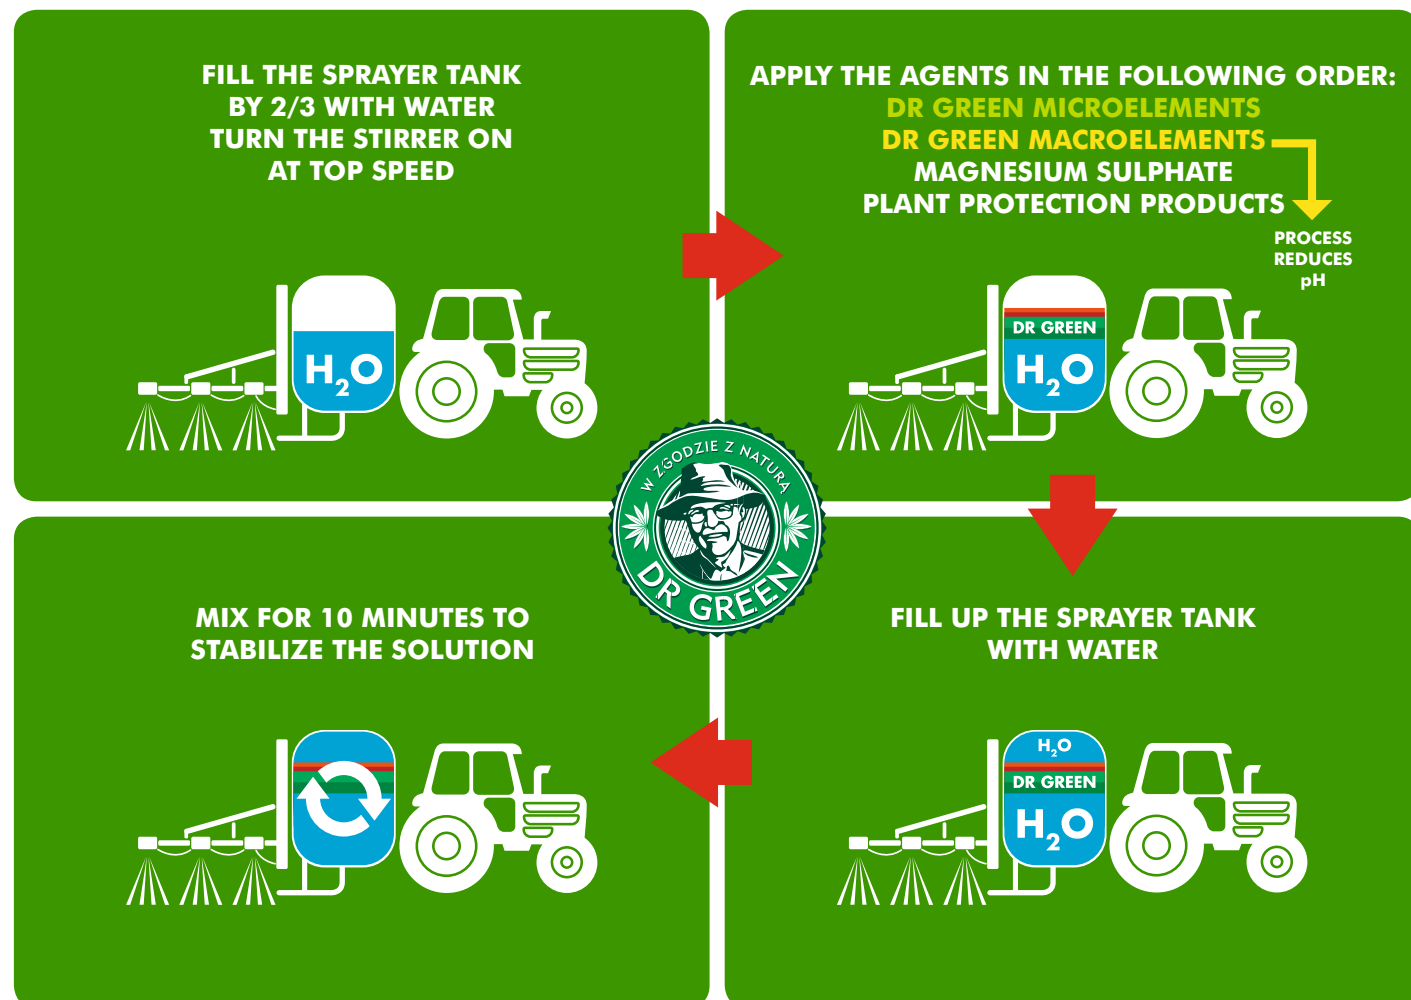 FILL THE SPRAYER TANK
BY 2/3 WITH WATER
TURN THE STIRRER ON
AT TOP SPEED
H2O
APPLY THE AGENTS IN THE FOLLOWING ORDER:
DR GREEN MICROELEMENTS
DR GREEN MACROELEMENTS
MAGNESIUM SULPHATE
PLANT PROTECTION PRODUCTS
PROCESS
REDUCES
pH
DR GREEN
H2O
W ZGODZIE Z NATURĄ
DR GREEN
FILL UP THE SPRAYER TANK
WITH WATER
H2O
DR GREEN
H2O
MIX FOR 10 MINUTES TO
STABILIZE THE SOLUTION